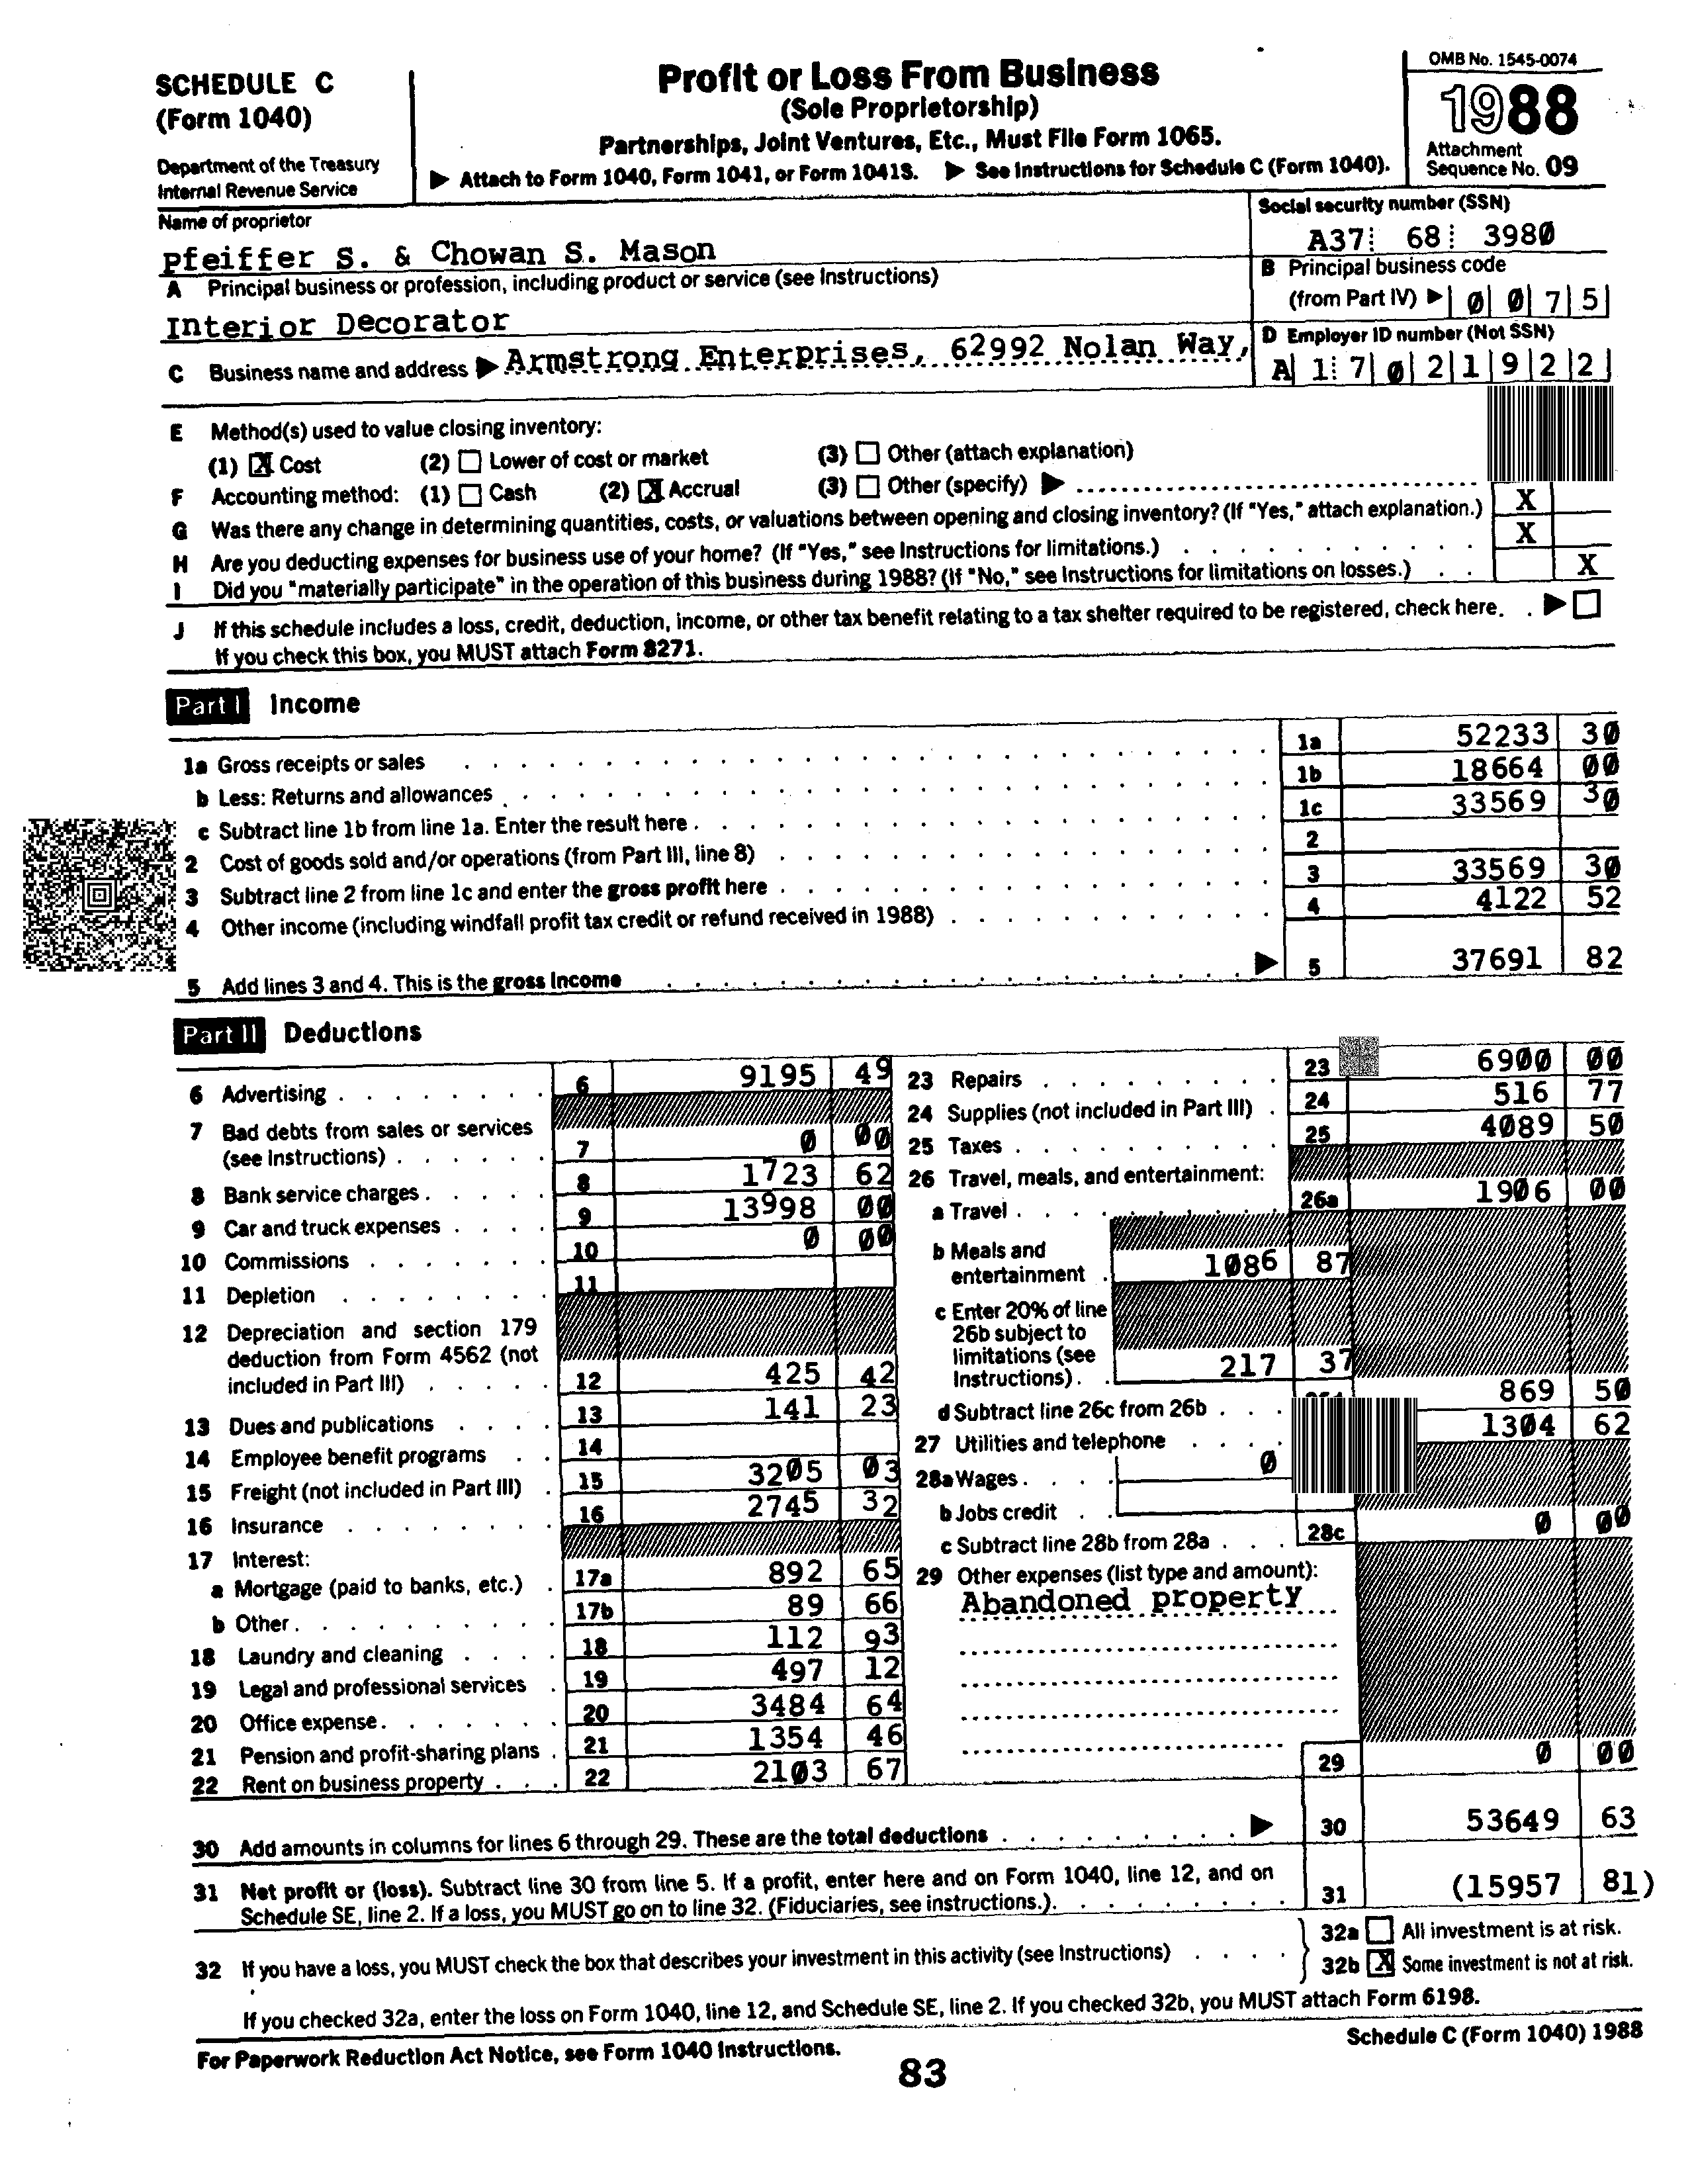 SCHEDULE C
(Form 1040)
Department of the Treasury
Internal Revenue Service
Profit or Loss From Business
(Sole Proprietorship)
Partnerships, Joint Ventures, Etc., Must File Form 1065.
▶ Attach to Form 1040, Form 1041, or Form 1041S. ▶ See Instructions for Schedule C (Form 1040).
OMB No. 1545-0074
1988
Attachment
Sequence No. 09
Name of proprietor
Pfeiffer S. & Chowan S. Mason
Social security number (SSN)
A37 68 3980
A Principal business or profession, including product or service (see Instructions)
Interior Decorator
B Principal business code
(from Part IV) ▶ 0 0 7 5
C Business name and address ▶ Armstrong Enterprises, 62992 Nolan Way,
D Employer ID number (Not SSN)
A 1 7 0 2 1 9 2 2
E Method(s) used to value closing inventory:
(1) [X] Cost (2) ☐ Lower of cost or market (3) ☐ Other (attach explanation)
F Accounting method: (1) ☐ Cash (2) [X] Accrual (3) ☐ Other (specify) ▶
G Was there any change in determining quantities, costs, or valuations between opening and closing inventory? (If "Yes," attach explanation.) X
H Are you deducting expenses for business use of your home? (If "Yes," see Instructions for limitations.) X
I Did you "materially participate" in the operation of this business during 1988? (If "No," see Instructions for limitations on losses.) X
J If this schedule includes a loss, credit, deduction, income, or other tax benefit relating to a tax shelter required to be registered, check here. ▶ ☐
If you check this box, you MUST attach Form 8271.
Part I Income
1a Gross receipts or sales 1a 52233 30
b Less: Returns and allowances 1b 18664 00
c Subtract line 1b from line 1a. Enter the result here 1c 33569 30
2 Cost of goods sold and/or operations (from Part III, line 8) 2
3 Subtract line 2 from line 1c and enter the gross profit here 3 33569 30
4 Other income (including windfall profit tax credit or refund received in 1988) 4 4122 52
5 Add lines 3 and 4. This is the gross Income ▶ 5 37691 82
Part II Deductions
6 Advertising 6 9195 49
7 Bad debts from sales or services
(see Instructions) 7 0 00
8 Bank service charges 8 1723 62
9 Car and truck expenses 9 13998 00
10 Commissions 10 0 00
11 Depletion 11
12 Depreciation and section 179
deduction from Form 4562 (not
included in Part III) 12 425 42
13 Dues and publications 13 141 23
14 Employee benefit programs 14
15 Freight (not included in Part III) 15 3205 03
16 Insurance 16 2745 32
17 Interest:
a Mortgage (paid to banks, etc.) 17a 892 65
b Other 17b 89 66
18 Laundry and cleaning 18 112 93
19 Legal and professional services 19 497 12
20 Office expense 20 3484 64
21 Pension and profit-sharing plans 21 1354 46
22 Rent on business property 22 2103 67
23 Repairs 23 6900 00
24 Supplies (not included in Part III) 24 516 77
25 Taxes 25 4089 50
26 Travel, meals, and entertainment:
a Travel 26a 1906 00
b Meals and
entertainment 1086 87
c Enter 20% of line
26b subject to
limitations (see
Instructions) 217 37
d Subtract line 26c from 26b 869 50
27 Utilities and telephone 1304 62
28a Wages 0
b Jobs credit
c Subtract line 28b from 28a 28c 0 00
29 Other expenses (list type and amount):
Abandoned property
29 0 00
30 Add amounts in columns for lines 6 through 29. These are the total deductions ▶ 30 53649 63
31 Net profit or (loss). Subtract line 30 from line 5. If a profit, enter here and on Form 1040, line 12, and on
Schedule SE, line 2. If a loss, you MUST go on to line 32. (Fiduciaries, see instructions.) 31 (15957 81)
32 If you have a loss, you MUST check the box that describes your investment in this activity (see Instructions)
32a ☐ All investment is at risk.
32b [X] Some investment is not at risk.
If you checked 32a, enter the loss on Form 1040, line 12, and Schedule SE, line 2. If you checked 32b, you MUST attach Form 6198.
For Paperwork Reduction Act Notice, see Form 1040 Instructions.
Schedule C (Form 1040) 1988
83